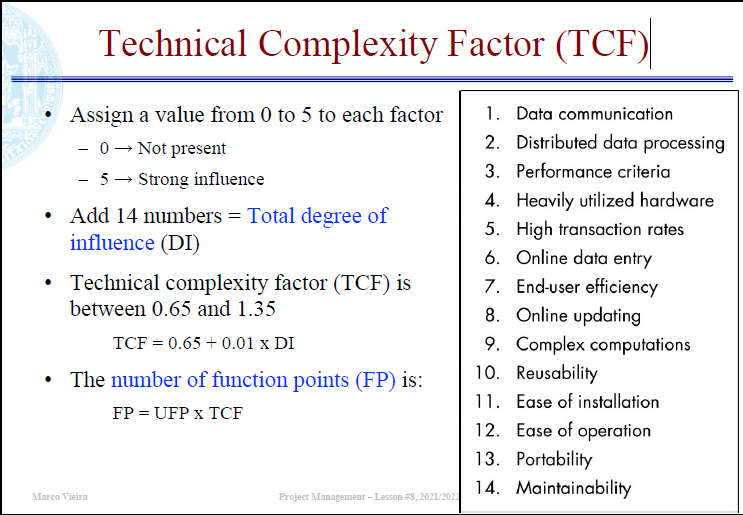 Technical Complexity Factor (TCF)
• Assign a value from 0 to 5 to each factor
– 0 → Not present
– 5 → Strong influence
• Add 14 numbers = Total degree of
influence (DI)
• Technical complexity factor (TCF) is
between 0.65 and 1.35
TCF = 0.65 + 0.01 x DI
• The number of function points (FP) is:
FP = UFP x TCF
1. Data communication
2. Distributed data processing
3. Performance criteria
4. Heavily utilized hardware
5. High transaction rates
6. Online data entry
7. End-user efficiency
8. Online updating
9. Complex computations
10. Reusability
11. Ease of installation
12. Ease of operation
13. Portability
14. Maintainability
Marco Vieira
Project Management – Lesson #8, 2021/2022